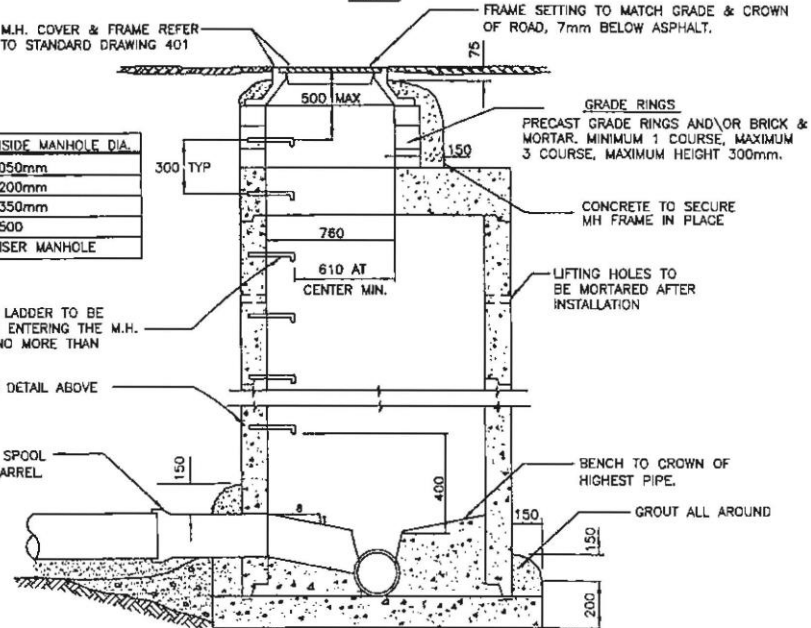 M.H. COVER & FRAME REFER
TO STANDARD DRAWING 401
FRAME SETTING TO MATCH GRADE & CROWN
OF ROAD, 7mm BELOW ASPHALT.
75
500 MAX
GRADE RINGS
PRECAST GRADE RINGS AND\OR BRICK &
MORTAR. MINIMUM 1 COURSE, MAXIMUM
3 COURSE, MAXIMUM HEIGHT 300mm.
150
NSIDE MANHOLE DIA.
050mm
200mm
350mm
500
ISER MANHOLE
300 TYP
CONCRETE TO SECURE
MH FRAME IN PLACE
760
610 AT
CENTER MIN.
LIFTING HOLES TO
BE MORTARED AFTER
INSTALLATION
LADDER TO BE
ENTERING THE M.H.
NO MORE THAN
DETAIL ABOVE
SPOOL
ARREL.
150
400
8
1
BENCH TO CROWN OF
HIGHEST PIPE.
150
GROUT ALL AROUND
150
200